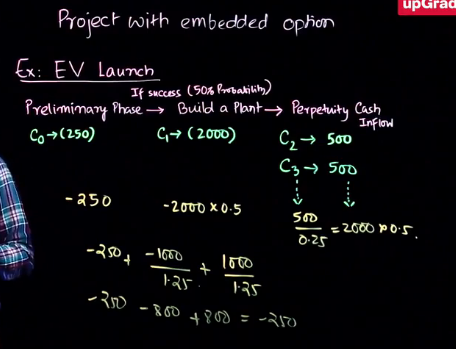 upGrad
Project with embedded option
Ex: EV Launch
If success (50% Probability)
Preliminary Phase → Build a Plant → Perpetuity Cash Inflow
C₀→(250) C₁→(2000) C₂→ 500
C₃→ 500
-250 -2000×0.5 500/0.25 = 2000×0.5.
-250 + -1000/1.25 + 1000/1.25
-250 -800 +800 = -250